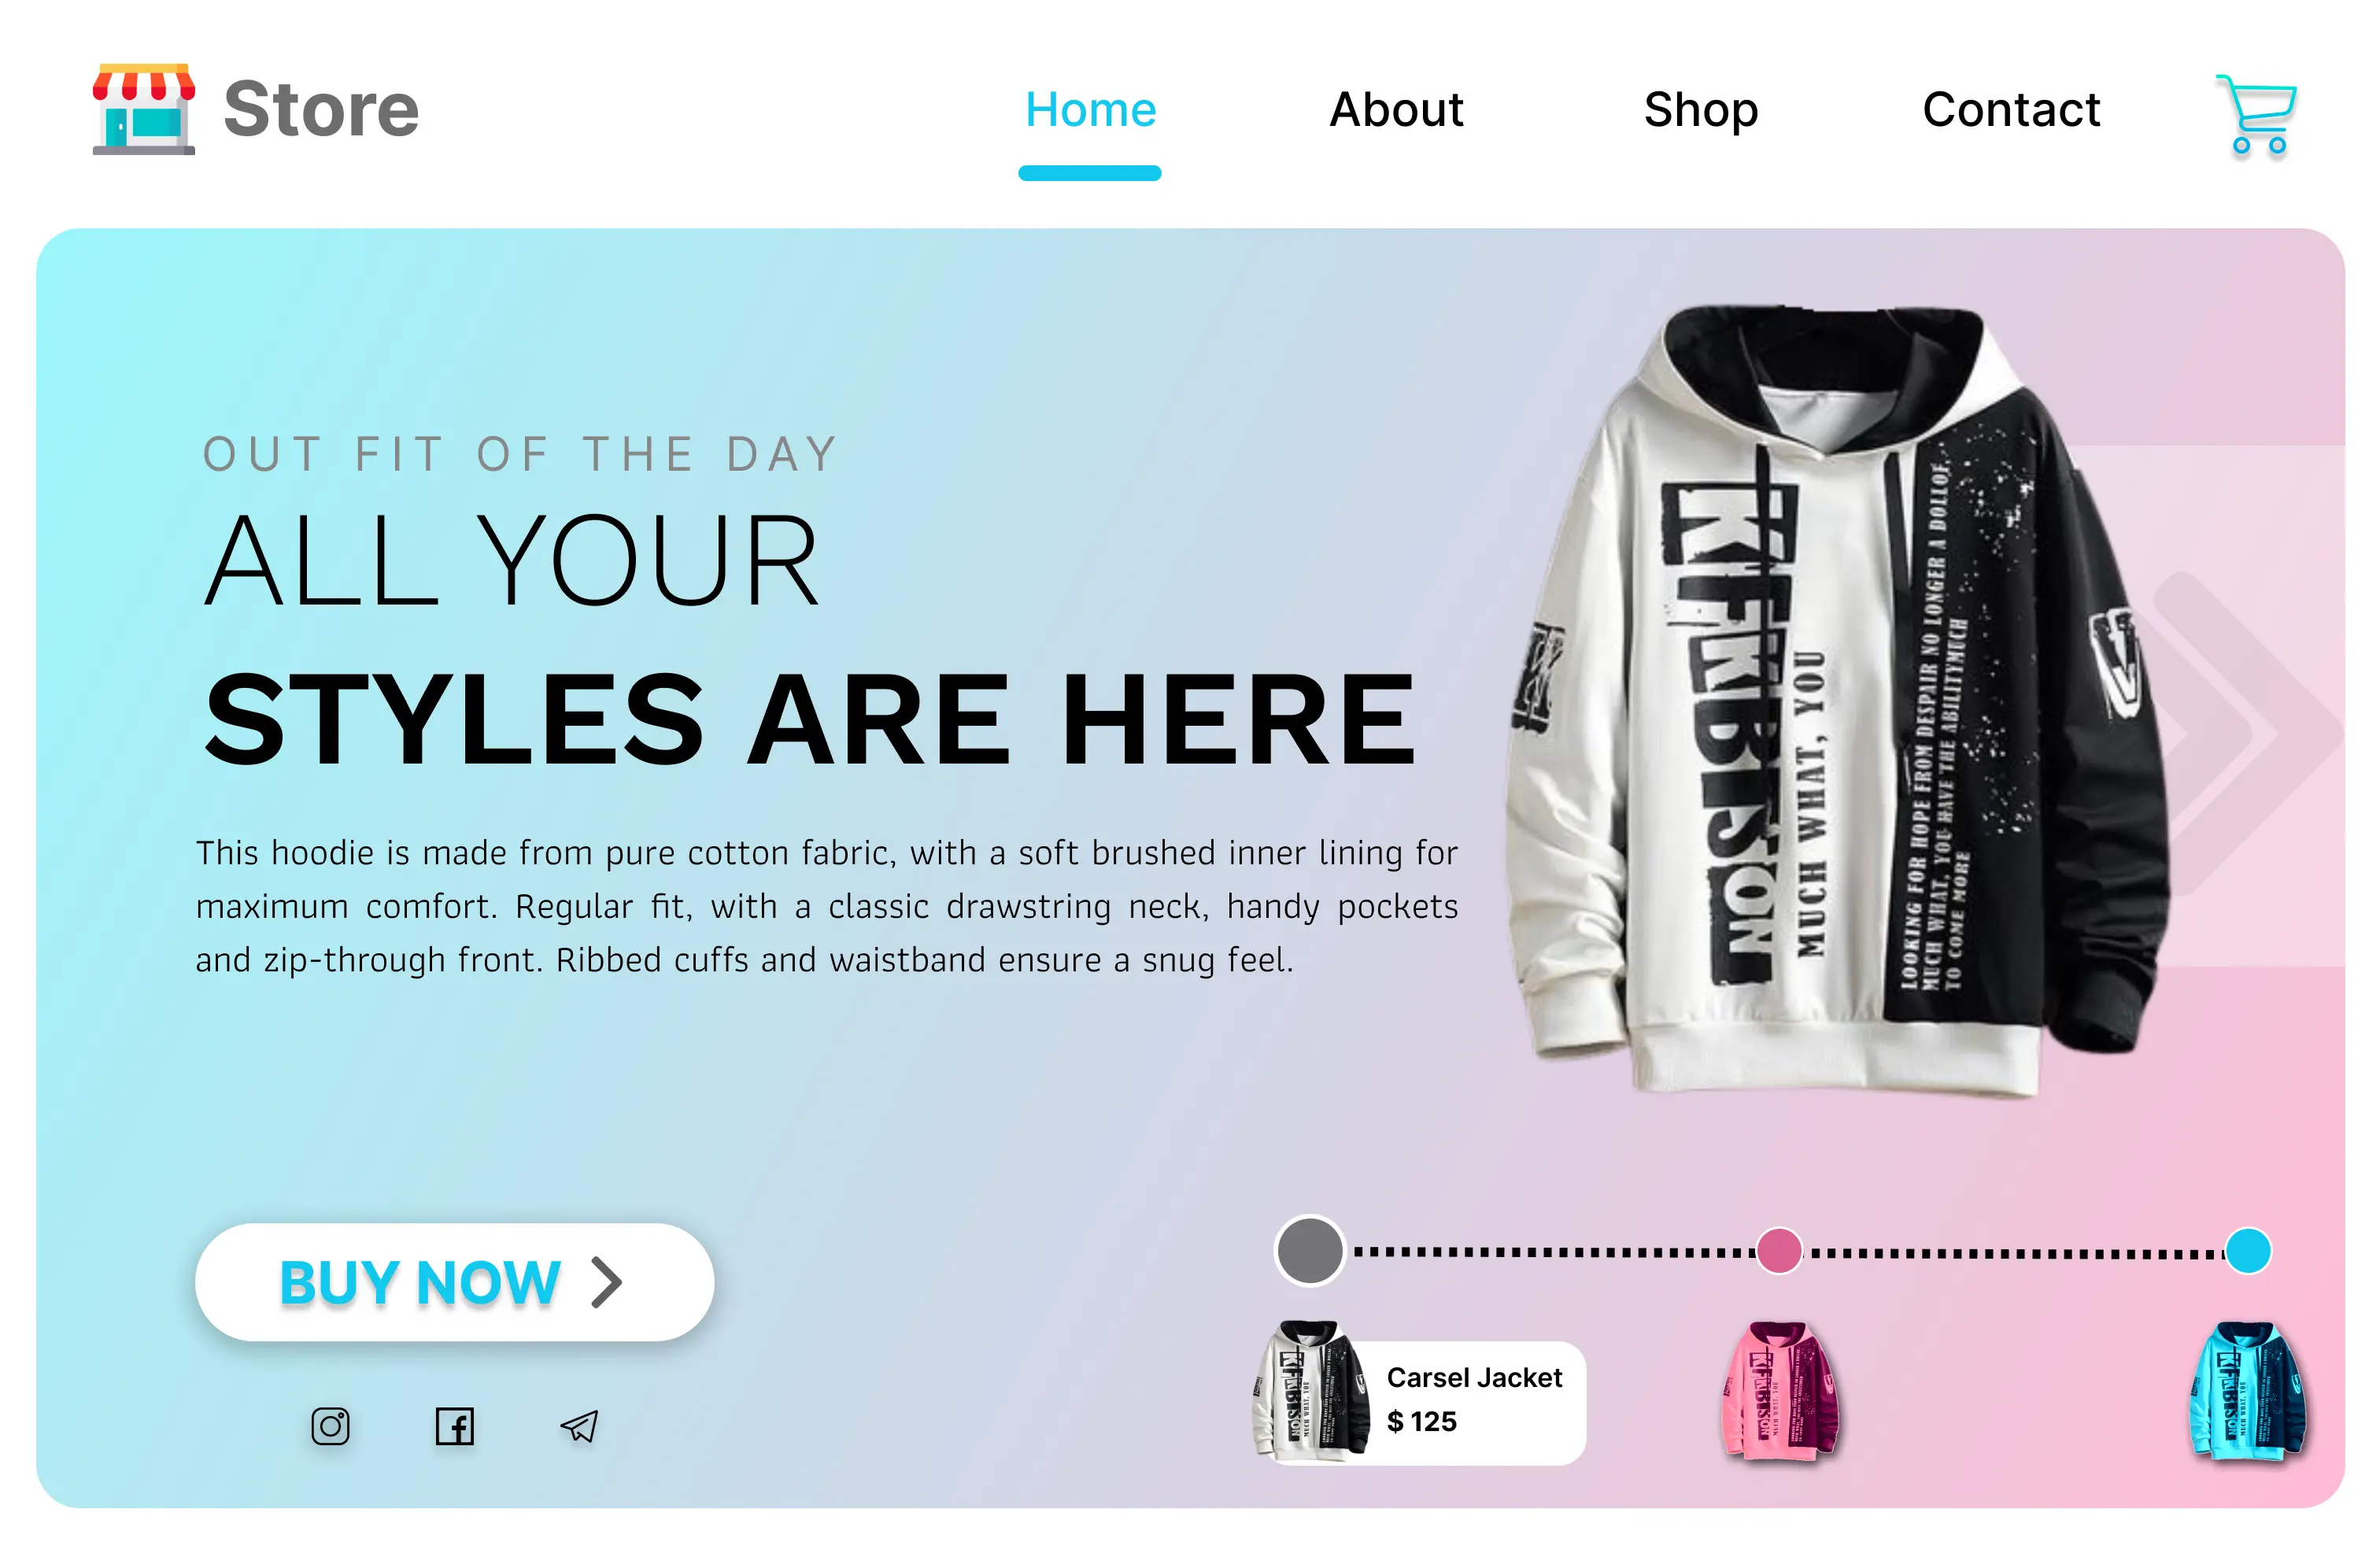 Store
Home
About
Shop
Contact
OUT FIT OF THE DAY
ALL YOUR
STYLES ARE HERE
This hoodie is made from pure cotton fabric, with a soft brushed inner lining for
maximum comfort. Regular fit, with a classic drawstring neck, handy pockets
and zip-through front. Ribbed cuffs and waistband ensure a snug feel.
KFKBISON
MUCH WHAT, YOU
LOOKING FOR HOPE FROM DESPAIR NO LONGER A DOLLOF,
MUCH WHAT, YOU HAVE THE ABILITYMUCH
TO COME MORE
V
BUY NOW
Carsel Jacket
$ 125